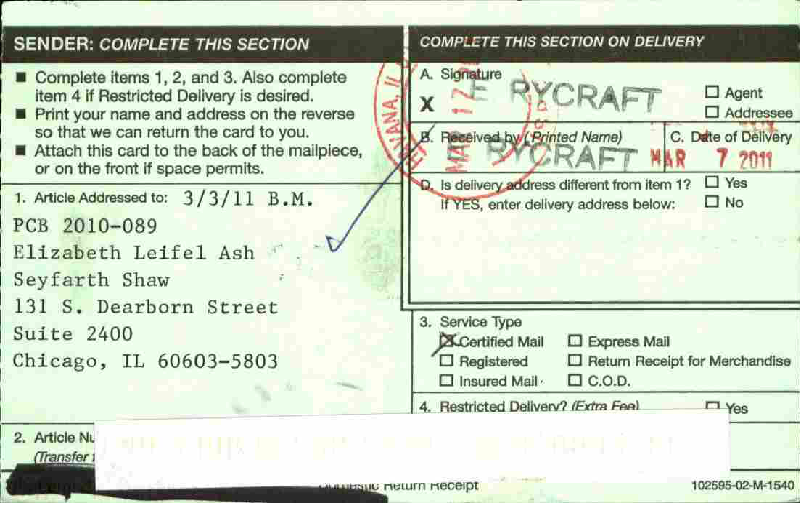 SENDER: COMPLETE THIS SECTION
■ Complete items 1, 2, and 3. Also complete
item 4 if Restricted Delivery is desired.
■ Print your name and address on the reverse
so that we can return the card to you.
■ Attach this card to the back of the mailpiece,
or on the front if space permits.
1. Article Addressed to: 3/3/11 B.M.
PCB 2010-089
Elizabeth Leifel Ash
Seyfarth Shaw
131 S. Dearborn Street
Suite 2400
Chicago, IL 60603-5803
2. Article
(Transfer
COMPLETE THIS SECTION ON DELIVERY
A. Signature
X E RYCRAFT
☐ Agent
☐ Addressee
B. Received by (Printed Name)
RYCRAFT
C. Date of Delivery
MAR 7 2011
D. Is delivery address different from item 1? ☐ Yes
If YES, enter delivery address below: ☐ No
3. Service Type
☒ Certified Mail ☐ Express Mail
☐ Registered ☐ Return Receipt for Merchandise
☐ Insured Mail ☐ C.O.D.
4. Restricted Delivery? (Extra Fee) ☐ Yes
Domestic Return Receipt
102595-02-M-1540